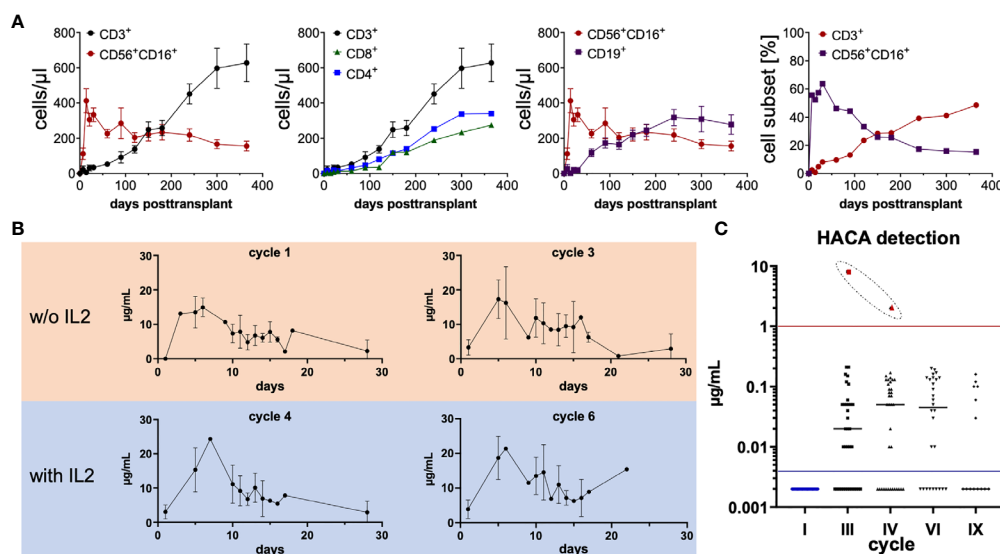 A
cells/µl
800
600
400
200
0
0 100 200 300 400
days posttransplant
CD3+
CD56+CD16+
cells/µl
800
600
400
200
0
0 100 200 300 400
days posttransplant
CD3+
CD8+
CD4+
cells/µl
800
600
400
200
0
0 100 200 300 400
days posttransplant
CD56+CD16+
CD19+
cell subset [%]
100
80
60
40
20
0
0 100 200 300 400
days posttransplant
CD3+
CD56+CD16+
B
w/o IL2
cycle 1
µg/mL
30
20
10
0
0 10 20 30
days
cycle 3
µg/mL
30
20
10
0
0 10 20 30
days
with IL2
cycle 4
µg/mL
30
20
10
0
0 10 20 30
days
cycle 6
µg/mL
30
20
10
0
0 10 20 30
days
C
HACA detection
µg/mL
10
1
0.1
0.01
0.001
I III IV VI IX
cycle